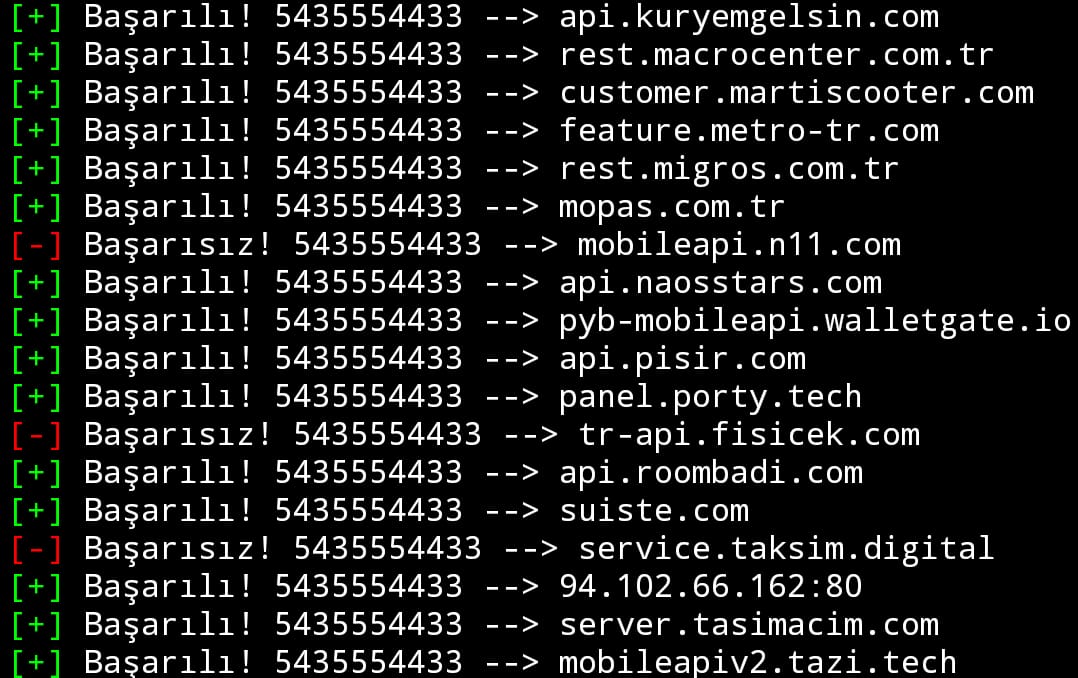 [+] Başarılı! 5435554433 --> api.kuryemgelsin.com
[+] Başarılı! 5435554433 --> rest.macrocenter.com.tr
[+] Başarılı! 5435554433 --> customer.martiscooter.com
[+] Başarılı! 5435554433 --> feature.metro-tr.com
[+] Başarılı! 5435554433 --> rest.migros.com.tr
[+] Başarılı! 5435554433 --> mopas.com.tr
[-] Başarısız! 5435554433 --> mobileapi.n11.com
[+] Başarılı! 5435554433 --> api.naosstars.com
[+] Başarılı! 5435554433 --> pyb-mobileapi.walletgate.io
[+] Başarılı! 5435554433 --> api.pisir.com
[+] Başarılı! 5435554433 --> panel.porty.tech
[-] Başarısız! 5435554433 --> tr-api.fisicek.com
[+] Başarılı! 5435554433 --> api.roombadi.com
[+] Başarılı! 5435554433 --> suiste.com
[-] Başarısız! 5435554433 --> service.taksim.digital
[+] Başarılı! 5435554433 --> 94.102.66.162:80
[+] Başarılı! 5435554433 --> server.tasimacim.com
[+] Başarılı! 5435554433 --> mobileapiv2.tazi.tech